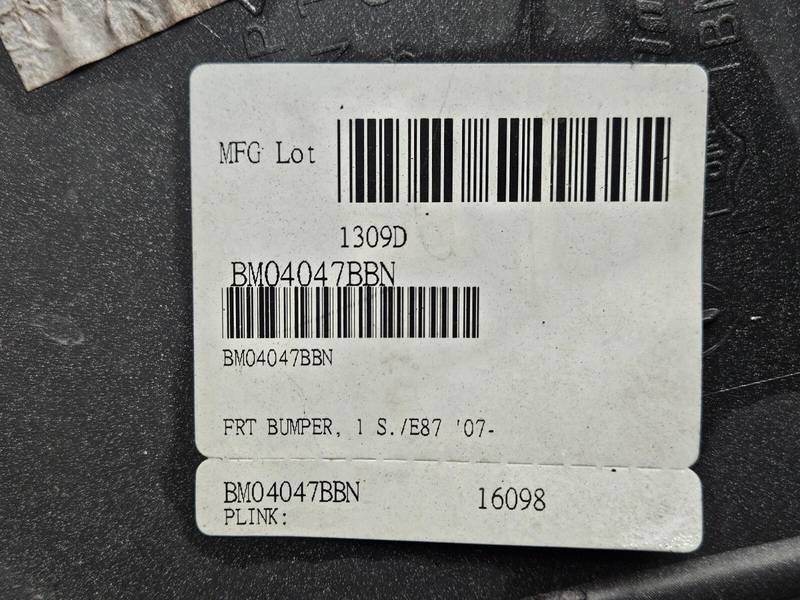 MFG Lot
1309D
BM04047BBN
BM04047BBN
FRT BUMPER, 1 S./E87 '07-
BM04047BBN 16098
PLINK: